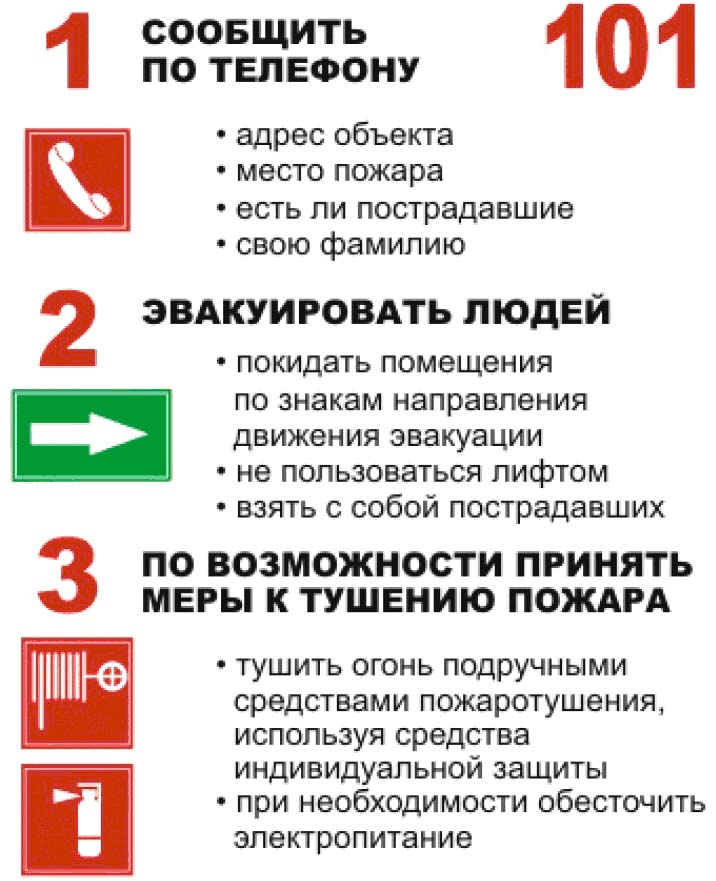 1 СООБЩИТЬ 101
ПО ТЕЛЕФОНУ
• адрес объекта
• место пожара
• есть ли пострадавшие
• свою фамилию
2 ЭВАКУИРОВАТЬ ЛЮДЕЙ
• покидать помещения
по знакам направления
движения эвакуации
• не пользоваться лифтом
• взять с собой пострадавших
3 ПО ВОЗМОЖНОСТИ ПРИНЯТЬ
МЕРЫ К ТУШЕНИЮ ПОЖАРА
• тушить огонь подручными
средствами пожаротушения,
используя средства
индивидуальной защиты
• при необходимости обесточить
электропитание